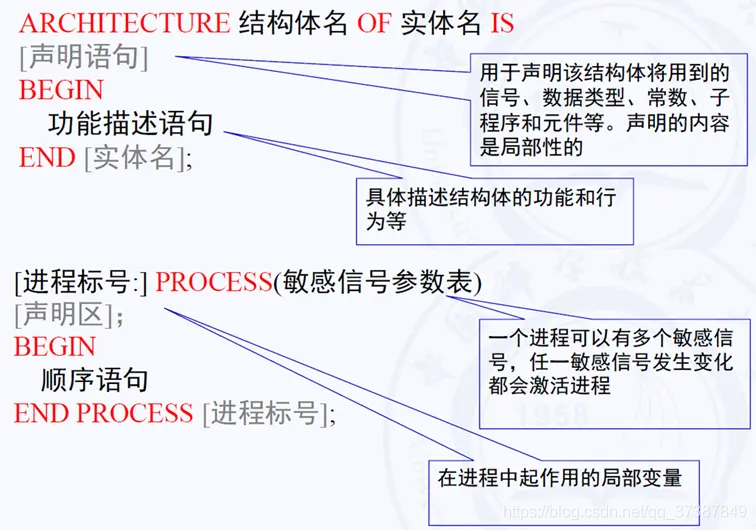 ARCHITECTURE 结构体名 OF 实体名 IS
[声明语句]
BEGIN
功能描述语句
END [实体名];
用于声明该结构体将用到的
信号、数据类型、常数、子
程序和元件等。声明的内容
是局部性的
具体描述结构体的功能和行
为等
[进程标号:] PROCESS(敏感信号参数表)
[声明区];
BEGIN
顺序语句
END PROCESS [进程标号];
一个进程可以有多个敏感信
号，任一敏感信号发生变化
都会激活进程
在进程中起作用的局部变量
1958
https://blog.csdn.net/qq_37387849